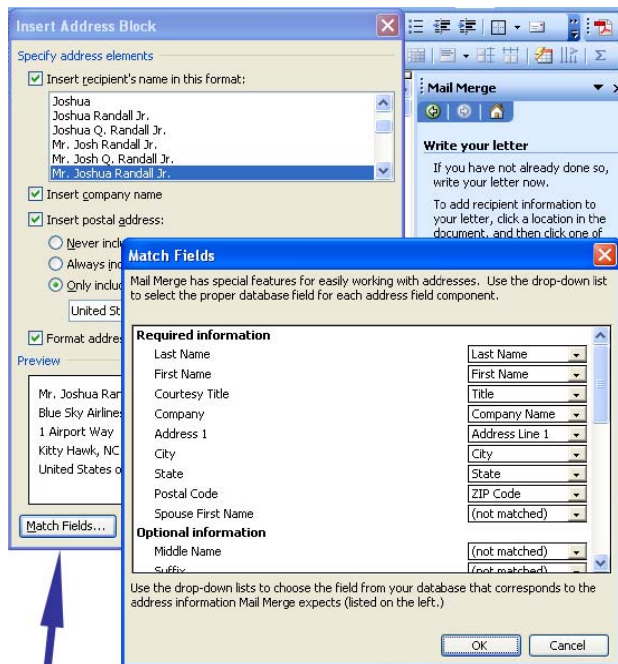 Insert Address Block
Specify address elements
Insert recipient's name in this format:
Joshua
Joshua Randall Jr.
Joshua Q. Randall Jr.
Mr. Josh Randall Jr.
Mr. Josh Q. Randall Jr.
Mr. Joshua Randall Jr.
Insert company name
Insert postal address:
Never
Always
Only
United
Format
Preview
Mr. Joshua
Blue Sky Airlines
1 Airport Way
Kitty Hawk, NC
United States
Match Fields...
Mail Merge
Write your letter
If you have not already done so,
write your letter now.
To add recipient information to
your letter, click a location in the
document, and then click one of
Match Fields
Mail Merge has special features for easily working with addresses. Use the drop-down list
to select the proper database field for each address field component.
Required information
Last Name Last Name
First Name First Name
Courtesy Title Title
Company Company Name
Address 1 Address Line 1
City City
State State
Postal Code ZIP Code
Spouse First Name (not matched)
Optional information
Middle Name (not matched)
Suffix (not matched)
Use the drop-down lists to choose the field from your database that corresponds to the
address information Mail Merge expects (listed on the left.)
OK Cancel